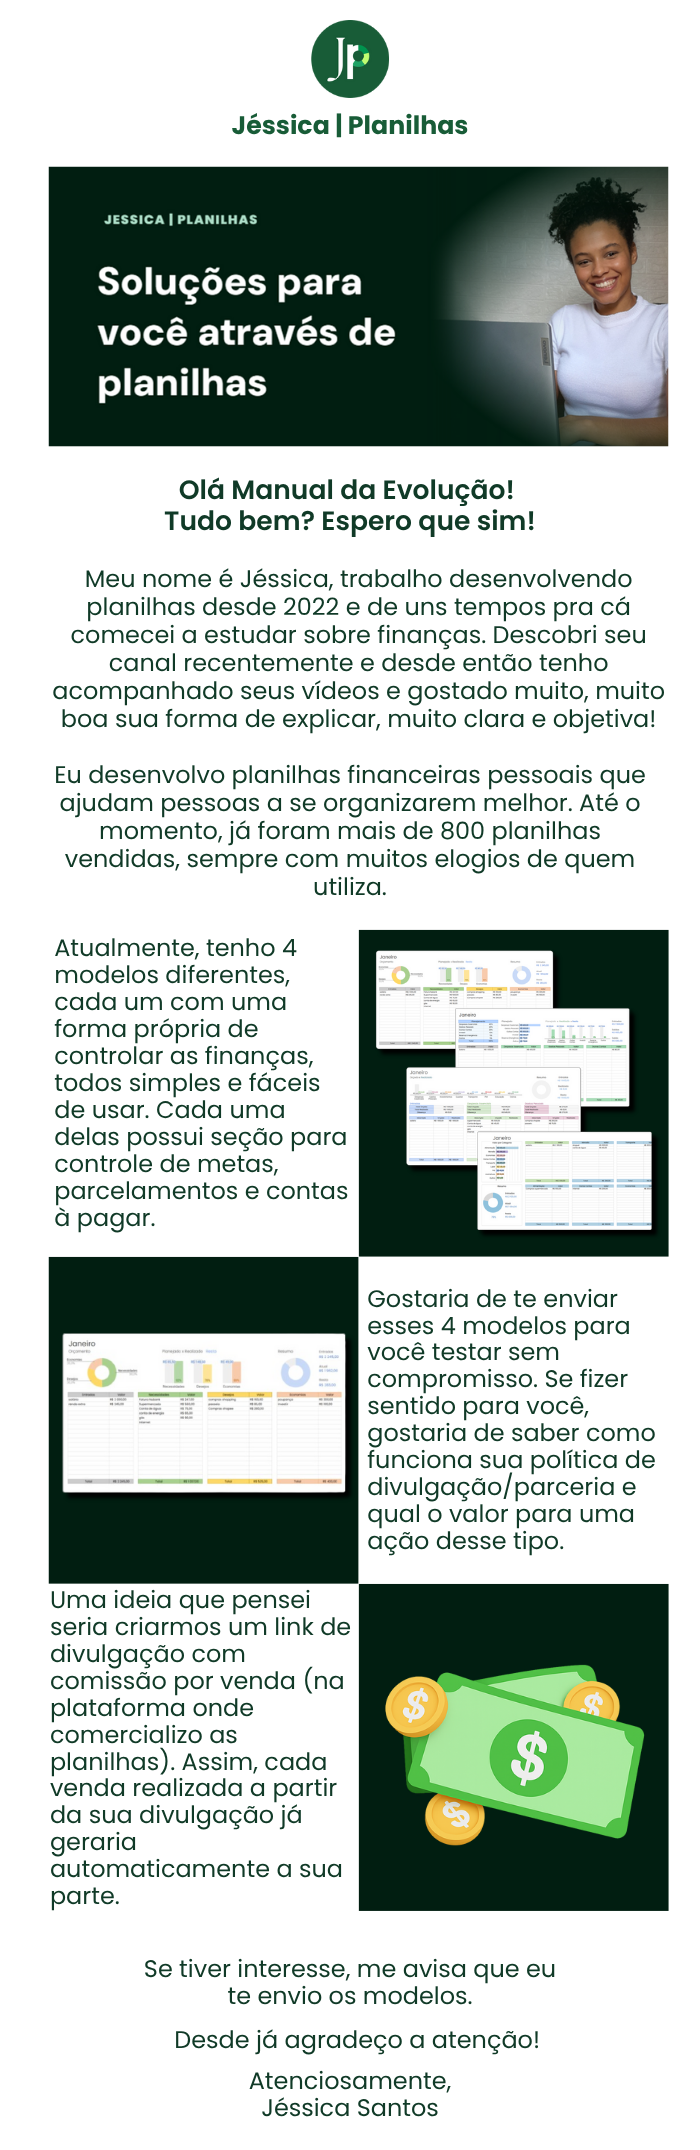 Jp
Jéssica | Planilhas
JESSICA | PLANILHAS
Soluções para
você através de
planilhas
Olá Manual da Evolução!
Tudo bem? Espero que sim!
Meu nome é Jéssica, trabalho desenvolvendo
planilhas desde 2022 e de uns tempos pra cá
comecei a estudar sobre finanças. Descobri seu
canal recentemente e desde então tenho
acompanhado seus vídeos e gostado muito, muito
boa sua forma de explicar, muito clara e objetiva!
Eu desenvolvo planilhas financeiras pessoais que
ajudam pessoas a se organizarem melhor. Até o
momento, já foram mais de 800 planilhas
vendidas, sempre com muitos elogios de quem
utiliza.
Atualmente, tenho 4
modelos diferentes,
cada um com uma
forma própria de
controlar as finanças,
todos simples e fáceis
de usar. Cada uma
delas possui seção para
controle de metas,
parcelamentos e contas
à pagar.
Janeiro
Janeiro
Janeiro
Janeiro
Janeiro
Orçamento
Planejado x Realizado
Resumo
Gostaria de te enviar
esses 4 modelos para
você testar sem
compromisso. Se fizer
sentido para você,
gostaria de saber como
funciona sua política de
divulgação/parceria e
qual o valor para uma
ação desse tipo.
Uma ideia que pensei
seria criarmos um link de
divulgação com
comissão por venda (na
plataforma onde
comercializo as
planilhas). Assim, cada
venda realizada a partir
da sua divulgação já
geraria
automaticamente a sua
parte.
$
$
$
$
Se tiver interesse, me avisa que eu
te envio os modelos.
Desde já agradeço a atenção!
Atenciosamente,
Jéssica Santos